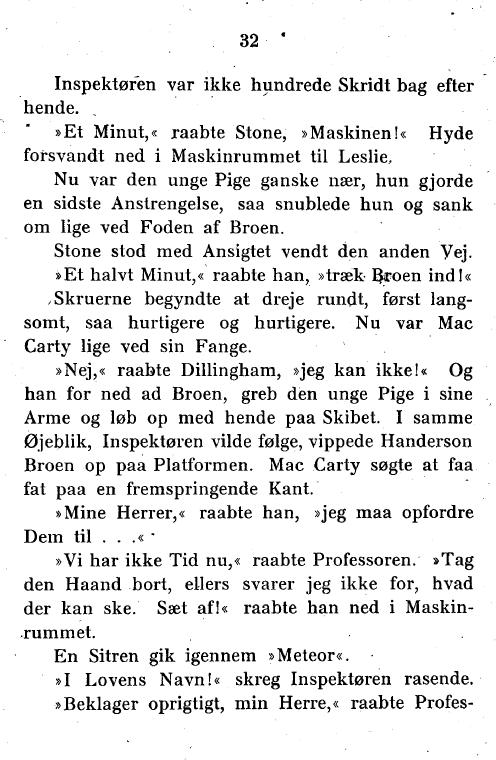 32
Inspektøren var ikke hundrede Skridt bag efter
hende.
»Et Minut,« raabte Stone, »Maskinen!« Hyde
forsvandt ned i Maskinrummet til Leslie.
Nu var den unge Pige ganske nær, hun gjorde
en sidste Anstrengelse, saa snublede hun og sank
om lige ved Foden af Broen.
Stone stod med Ansigtet vendt den anden Vej.
»Et halvt Minut,« raabte han, »træk Broen ind!«
Skruerne begyndte at dreje rundt, først lang-
somt, saa hurtigere og hurtigere. Nu var Mac
Carty lige ved sin Fange.
»Nej,« raabte Dillingham, »jeg kan ikke!« Og
han for ned ad Broen, greb den unge Pige i sine
Arme og løb op med hende paa Skibet. I samme
Øjeblik, Inspektøren vilde følge, vippede Handerson
Broen op paa Platformen. Mac Carty søgte at faa
fat paa en fremspringende Kant.
»Mine Herrer,« raabte han, »jeg maa opfordre
Dem til . . .«
»Vi har ikke Tid nu,« raabte Professoren. »Tag
den Haand bort, ellers svarer jeg ikke for, hvad
der kan ske. Sæt af!« raabte han ned i Maskin-
rummet.
En Sitren gik igennem »Meteor«.
»I Lovens Navn!« skreg Inspektøren rasende.
»Beklager oprigtigt, min Herre,« raabte Profes-